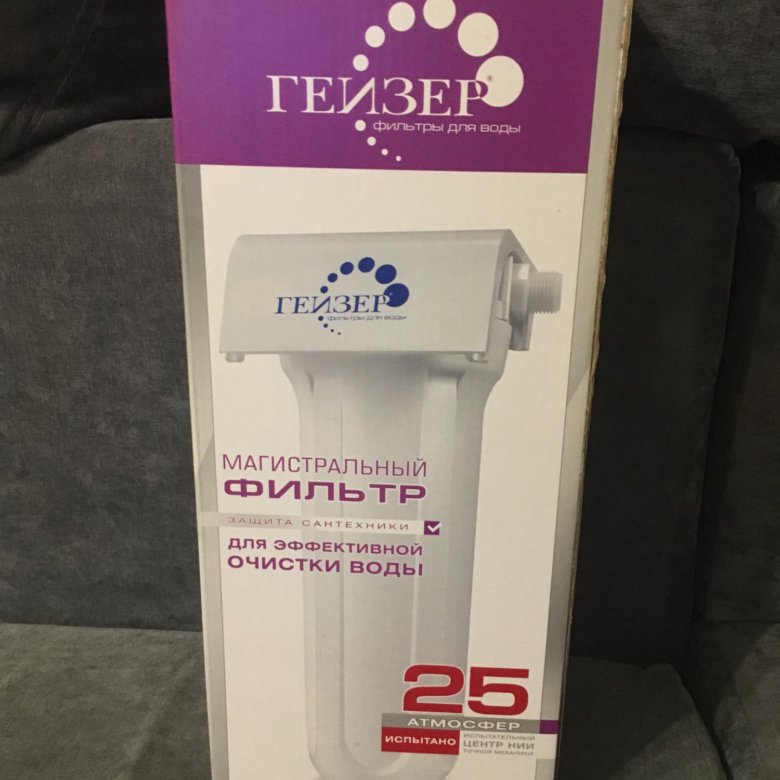 ГЕЙЗЕР®
фильтры для воды
ГЕЙЗЕР®
фильтры для воды
МАГИСТРАЛЬНЫЙ
ФИЛЬТР
ЗАЩИТА САНТЕХНИКИ
ДЛЯ ЭФФЕКТИВНОЙ
ОЧИСТКИ ВОДЫ
25
АТМОСФЕР
ИСПЫТАНО
ИСПЫТАТЕЛЬНЫЙ
ЦЕНТР НИИ
ТОЧНОЙ МЕХАНИКИ